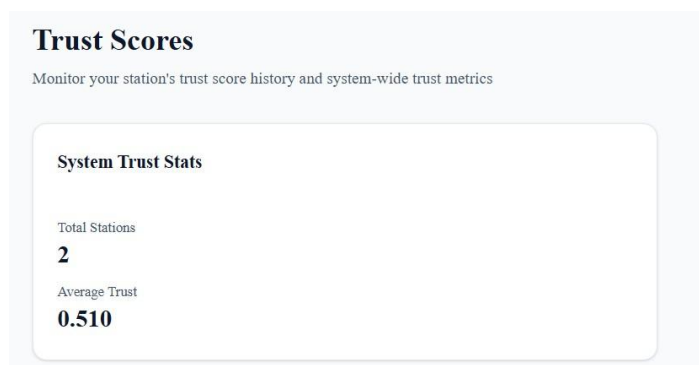 Trust Scores
Monitor your station's trust score history and system-wide trust metrics
System Trust Stats
Total Stations
2
Average Trust
0.510